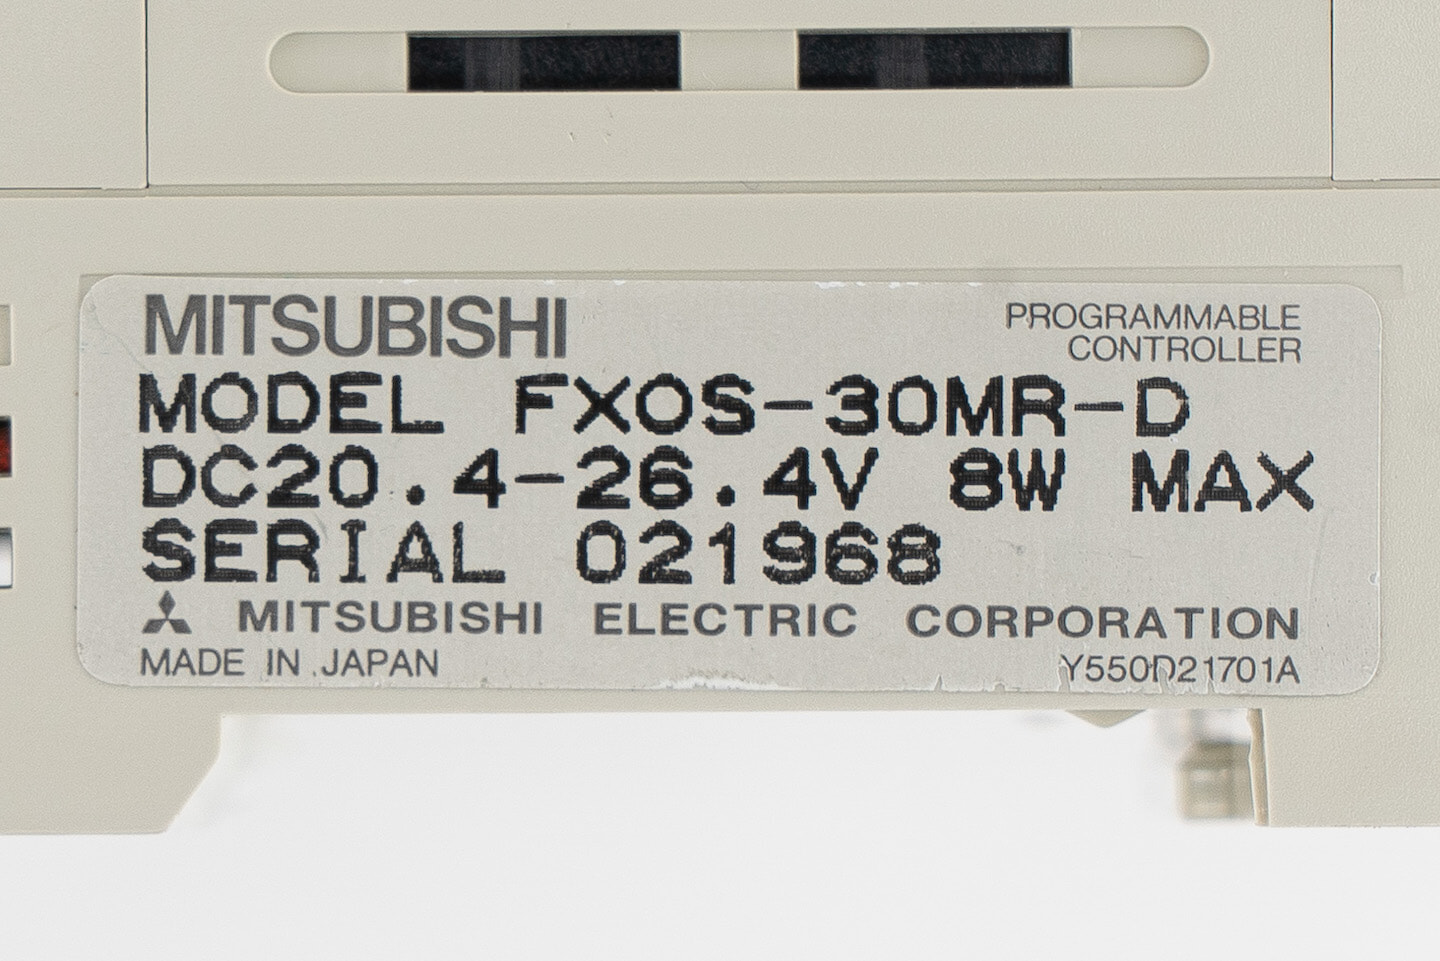 MITSUBISHI
PROGRAMMABLE
CONTROLLER
MODEL FX0S-30MR-D
DC20.4-26.4V 8W MAX
SERIAL 021968
MITSUBISHI ELECTRIC CORPORATION
MADE IN JAPAN
Y550D21701A